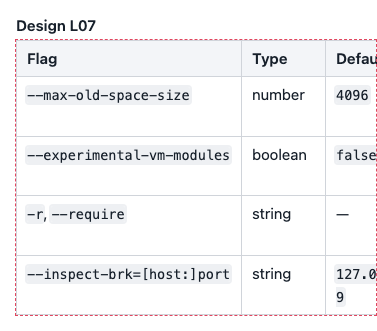 Design L07
Flag Type Defau
--max-old-space-size number 4096
--experimental-vm-modules boolean false
-r, --require string —
--inspect-brk=[host:]port string 127.0
9